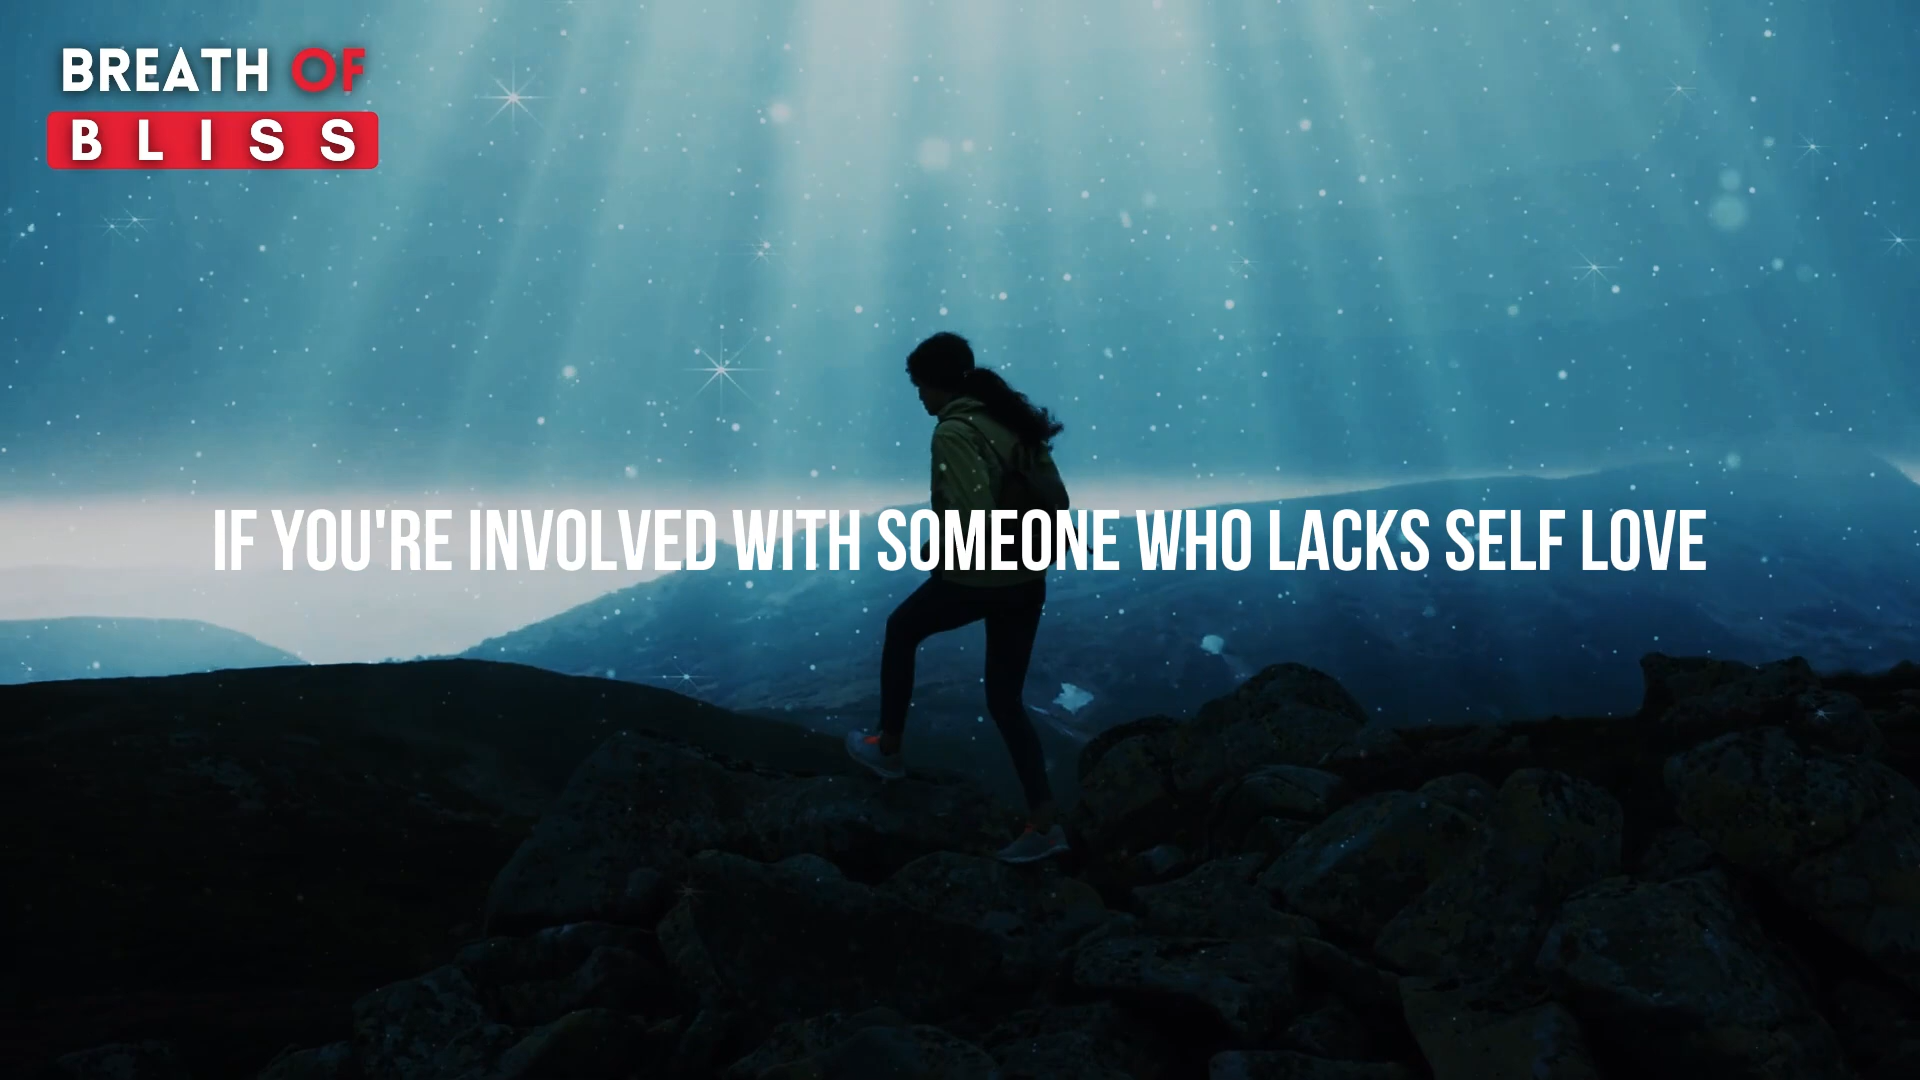 BREATH OF
BLISS
IF YOU'RE INVOLVED WITH SOMEONE WHO LACKS SELF LOVE